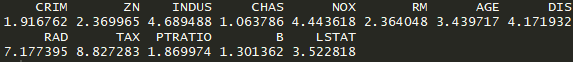 CRIM ZN INDUS CHAS NOX RM AGE DIS
1.916762 2.369965 4.689488 1.063786 4.443618 2.364048 3.439717 4.171932
RAD TAX PTRATIO B LSTAT
7.177395 8.827283 1.869974 1.301362 3.522818